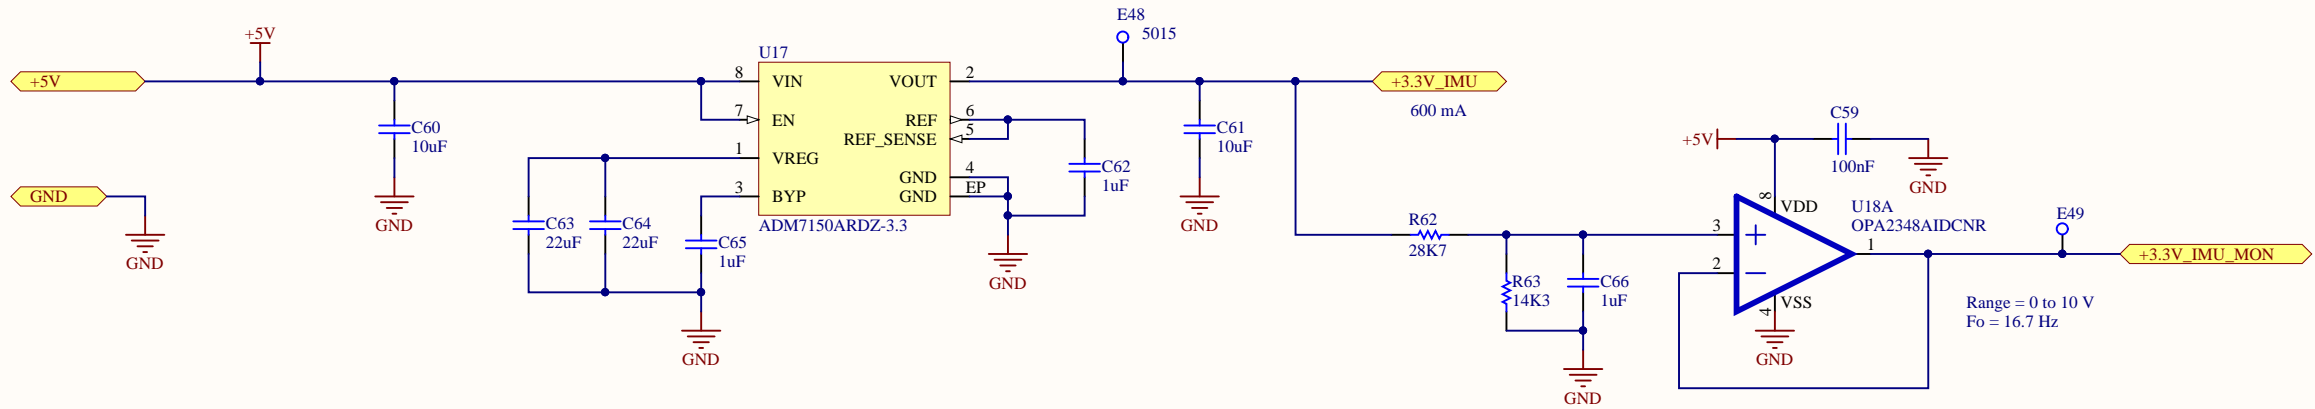 +5V
+5V
GND
GND
C60
10uF
GND
U17
8
VIN
7
EN
1
VREG
3
BYP
VOUT
2
REF
6
REF_SENSE
5
GND
4
GND
EP
ADM7150ARDZ-3.3
C63
22uF
C64
22uF
C65
1uF
GND
C62
1uF
GND
E48
5015
C61
10uF
GND
+3.3V_IMU
600 mA
R62
28K7
R63
14K3
C66
1uF
GND
+5V
C59
100nF
GND
8
VDD
U18A
OPA2348AIDCNR
3
2
1
VSS
4
GND
E49
+3.3V_IMU_MON
Range = 0 to 10 V
Fo = 16.7 Hz